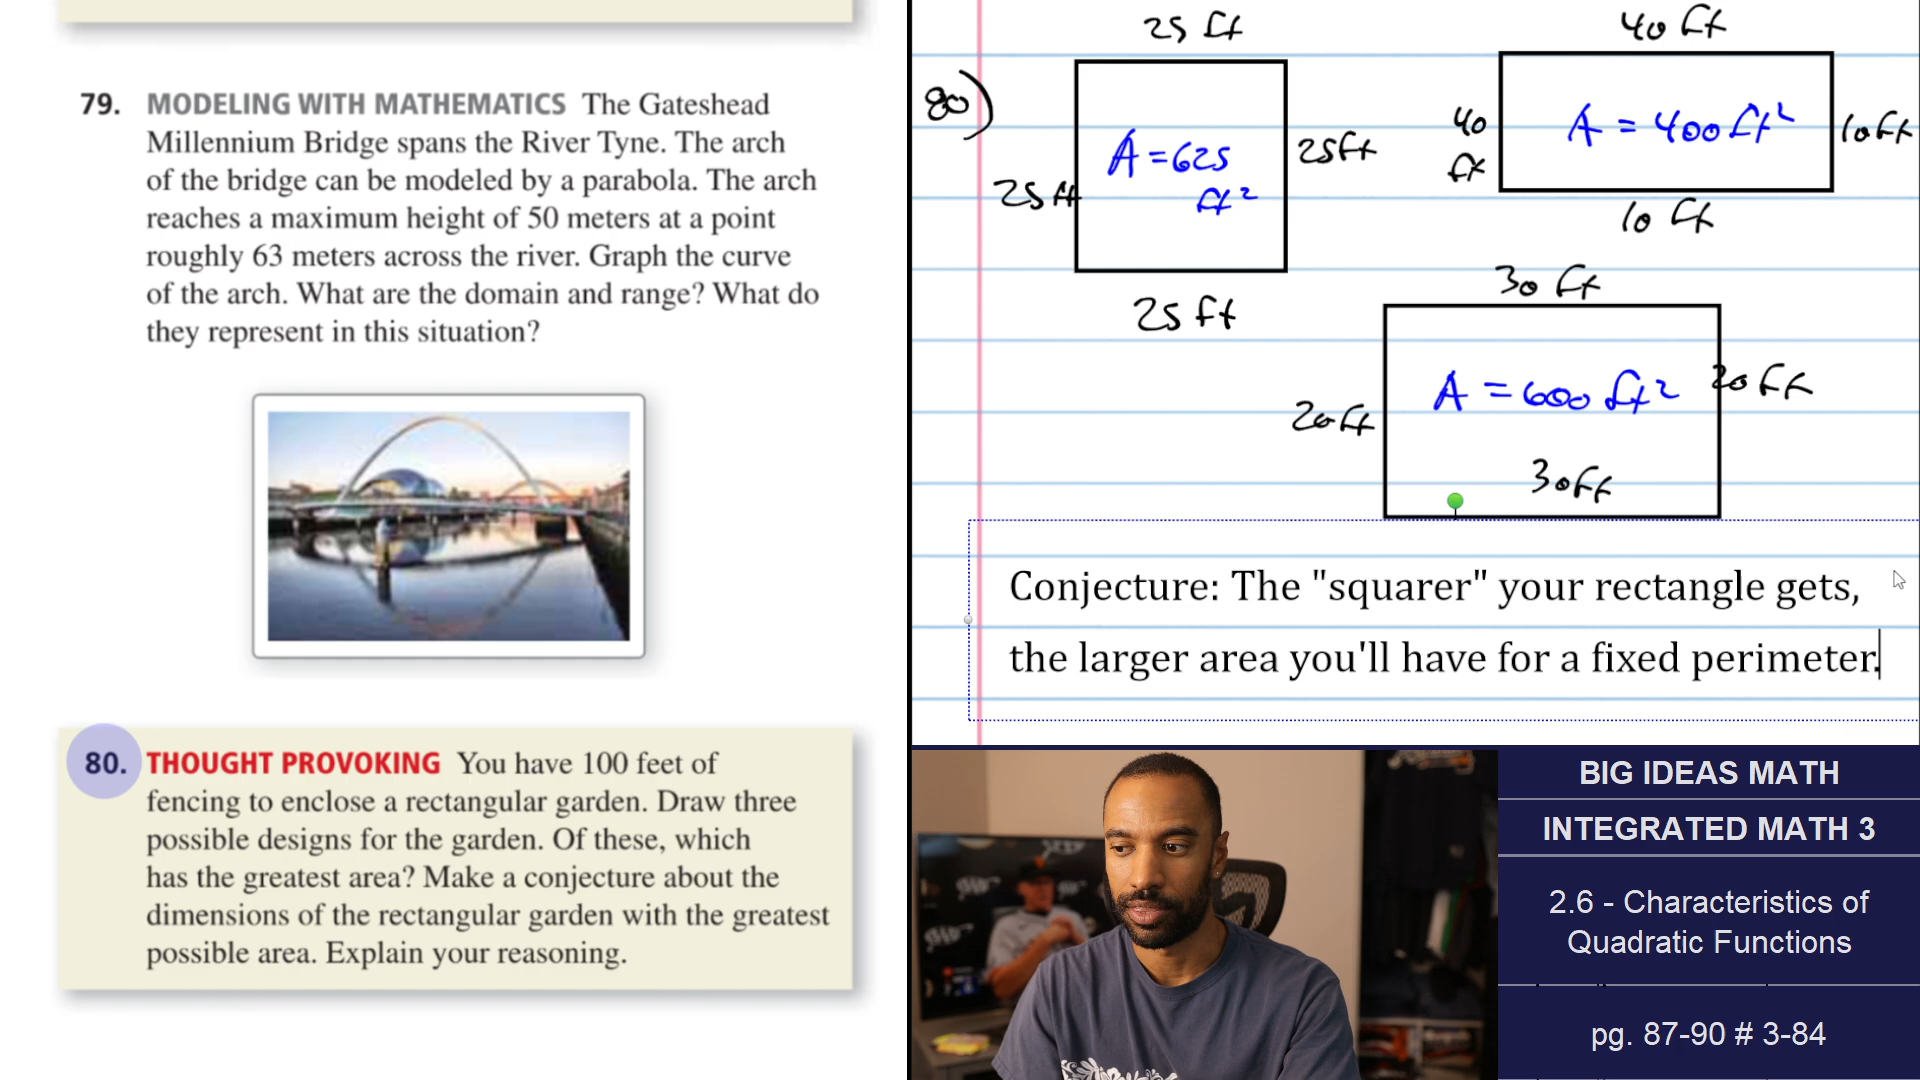 79. MODELING WITH MATHEMATICS The Gateshead
Millennium Bridge spans the River Tyne. The arch
of the bridge can be modeled by a parabola. The arch
reaches a maximum height of 50 meters at a point
roughly 63 meters across the river. Graph the curve
of the arch. What are the domain and range? What do
they represent in this situation?
80. THOUGHT PROVOKING You have 100 feet of
fencing to enclose a rectangular garden. Draw three
possible designs for the garden. Of these, which
has the greatest area? Make a conjecture about the
dimensions of the rectangular garden with the greatest
possible area. Explain your reasoning.
80)
25 ft
25 ft
A = 625
ft²
25 ft
25 ft
40 ft
40
ft
A = 400 ft²
10 ft
10 ft
30 ft
20 ft
A = 600 ft²
20 ft
30 ft
Conjecture: The "squarer" your rectangle gets,
the larger area you'll have for a fixed perimeter.
BIG IDEAS MATH
INTEGRATED MATH 3
2.6 - Characteristics of
Quadratic Functions
pg. 87-90 # 3-84